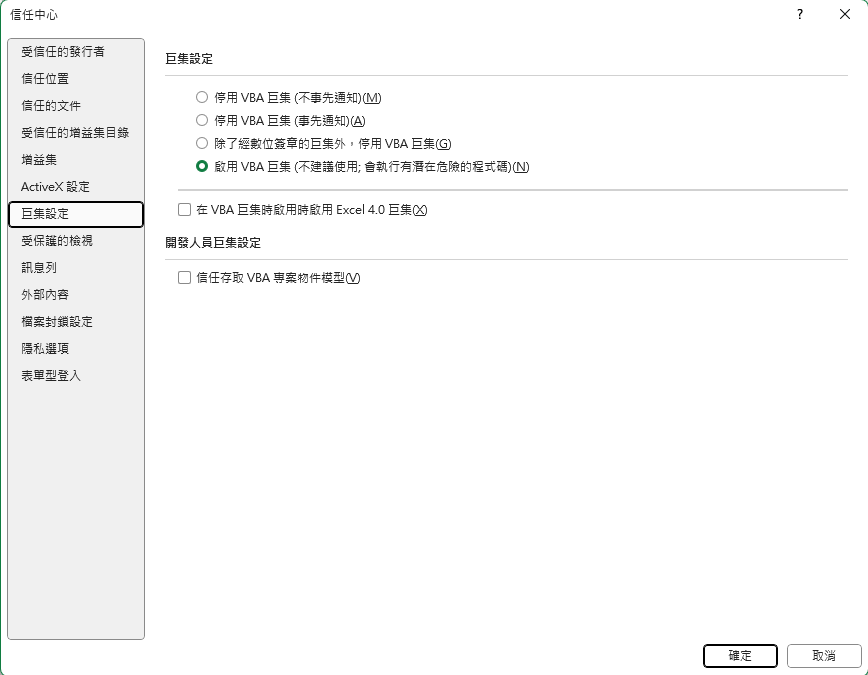 信任中心
?
受信任的發行者
信任位置
信任的文件
受信任的增益集目錄
增益集
ActiveX 設定
巨集設定
受保護的檢視
訊息列
外部內容
檔案封鎖設定
隱私選項
表單型登入
巨集設定
停用 VBA 巨集 (不事先通知)(M)
停用 VBA 巨集 (事先通知)(A)
除了經數位簽章的巨集外，停用 VBA 巨集(G)
啟用 VBA 巨集 (不建議使用; 會執行有潛在危險的程式碼)(N)
在 VBA 巨集時啟用時啟用 Excel 4.0 巨集(X)
開發人員巨集設定
信任存取 VBA 專案物件模型(V)
確定
取消